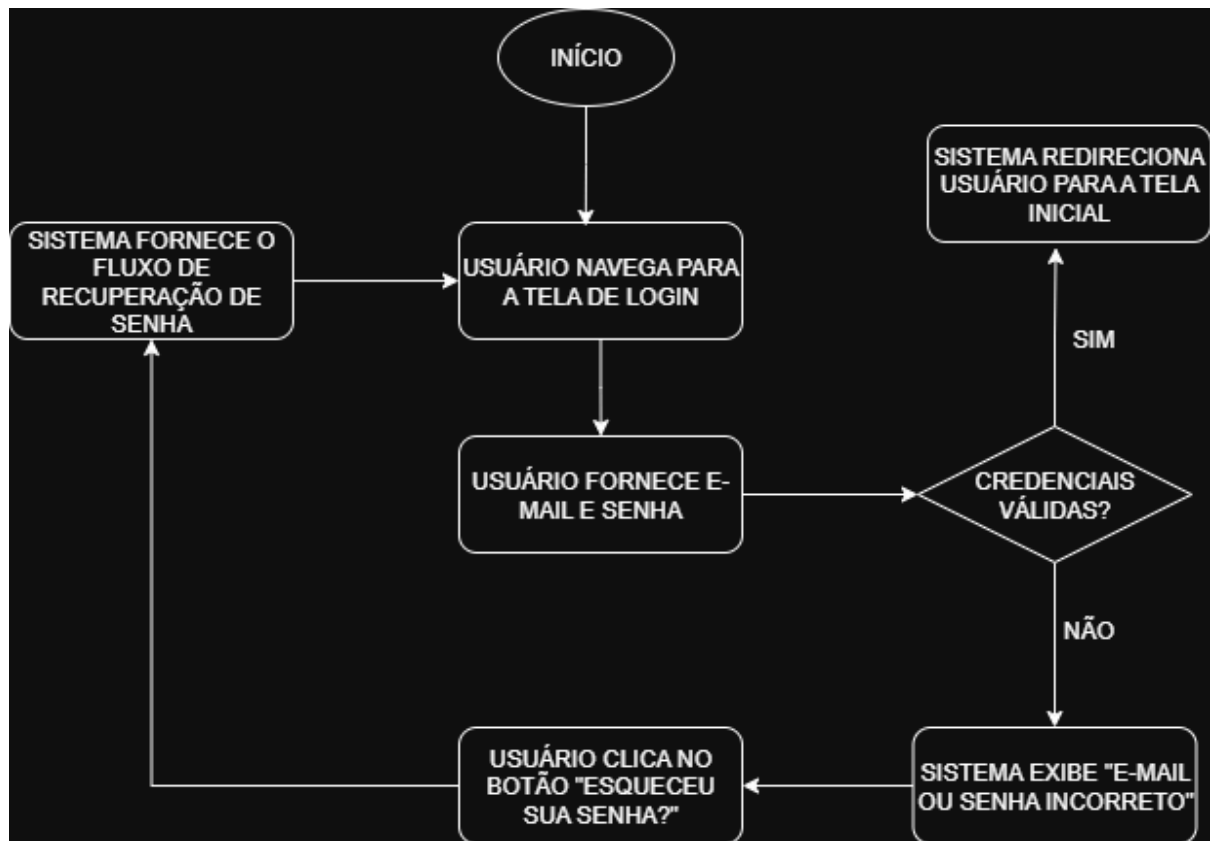 INÍCIO
SISTEMA REDIRECIONA
USUÁRIO PARA A TELA
INICIAL
SISTEMA FORNECE O
FLUXO DE
RECUPERAÇÃO DE
SENHA
USUÁRIO NAVEGA PARA
A TELA DE LOGIN
SIM
USUÁRIO FORNECE E-
MAIL E SENHA
CREDENCIAIS
VÁLIDAS?
NÃO
USUÁRIO CLICA NO
BOTÃO "ESQUECEU
SUA SENHA?"
SISTEMA EXIBE "E-MAIL
OU SENHA INCORRETO"